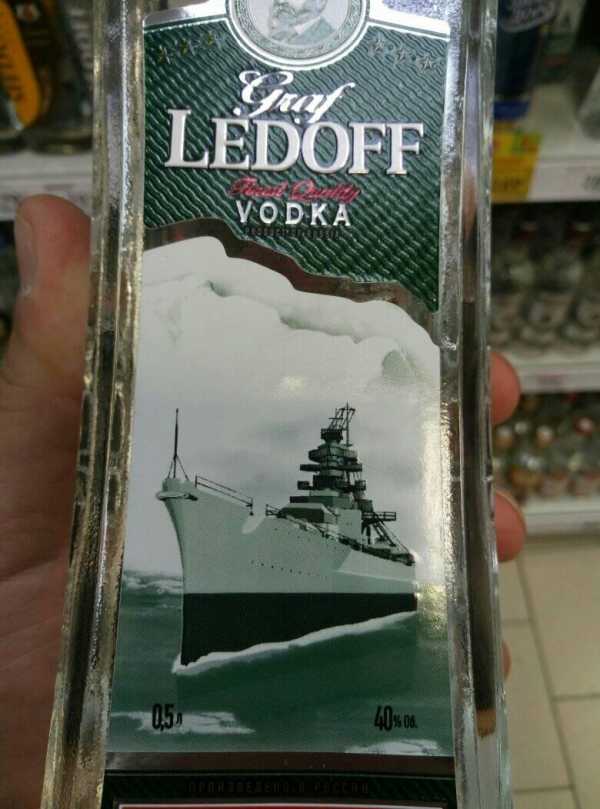 Graf
LEDOFF
Finest Quality
VODKA
0,5 л
40% Об.
ПРОИЗВЕДЕНО В РОССИИ